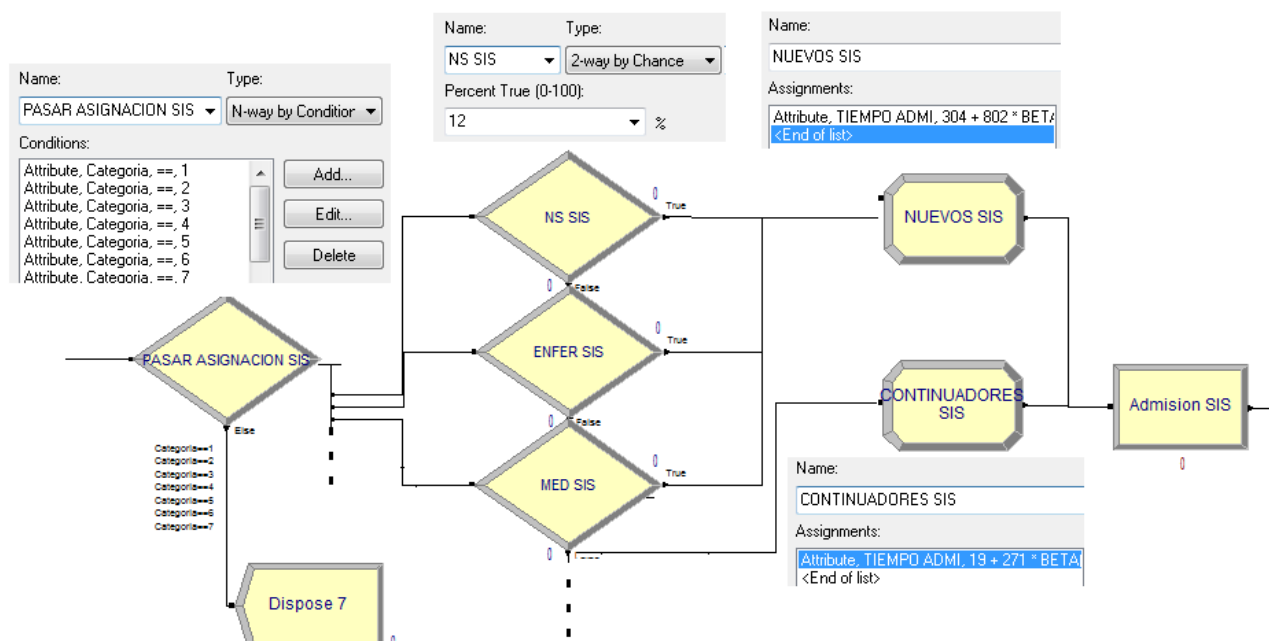 Name:
Type:
PASAR ASIGNACION SIS
N-way by Condition
Conditions:
Attribute, Categoria, ==, 1
Attribute, Categoria, ==, 2
Attribute, Categoria, ==, 3
Attribute, Categoria, ==, 4
Attribute, Categoria, ==, 5
Attribute, Categoria, ==, 6
Attribute, Categoria, ==, 7
Add...
Edit...
Delete
Name:
Type:
NS SIS
2-way by Chance
Percent True (0-100):
12
%
Name:
NUEVOS SIS
Assignments:
Attribute, TIEMPO ADMI, 304 + 802 * BETA
<End of list>
NS SIS
0
True
0
False
NUEVOS SIS
PASAR ASIGNACION SIS
Else
Categoria==1
Categoria==2
Categoria==3
Categoria==4
Categoria==5
Categoria==6
Categoria==7
ENFER SIS
0
True
0
False
MED SIS
0
True
0
CONTINUADORES
SIS
Admision SIS
0
Name:
CONTINUADORES SIS
Assignments:
Attribute, TIEMPO ADMI, 19 + 271 * BETA
<End of list>
Dispose 7
0